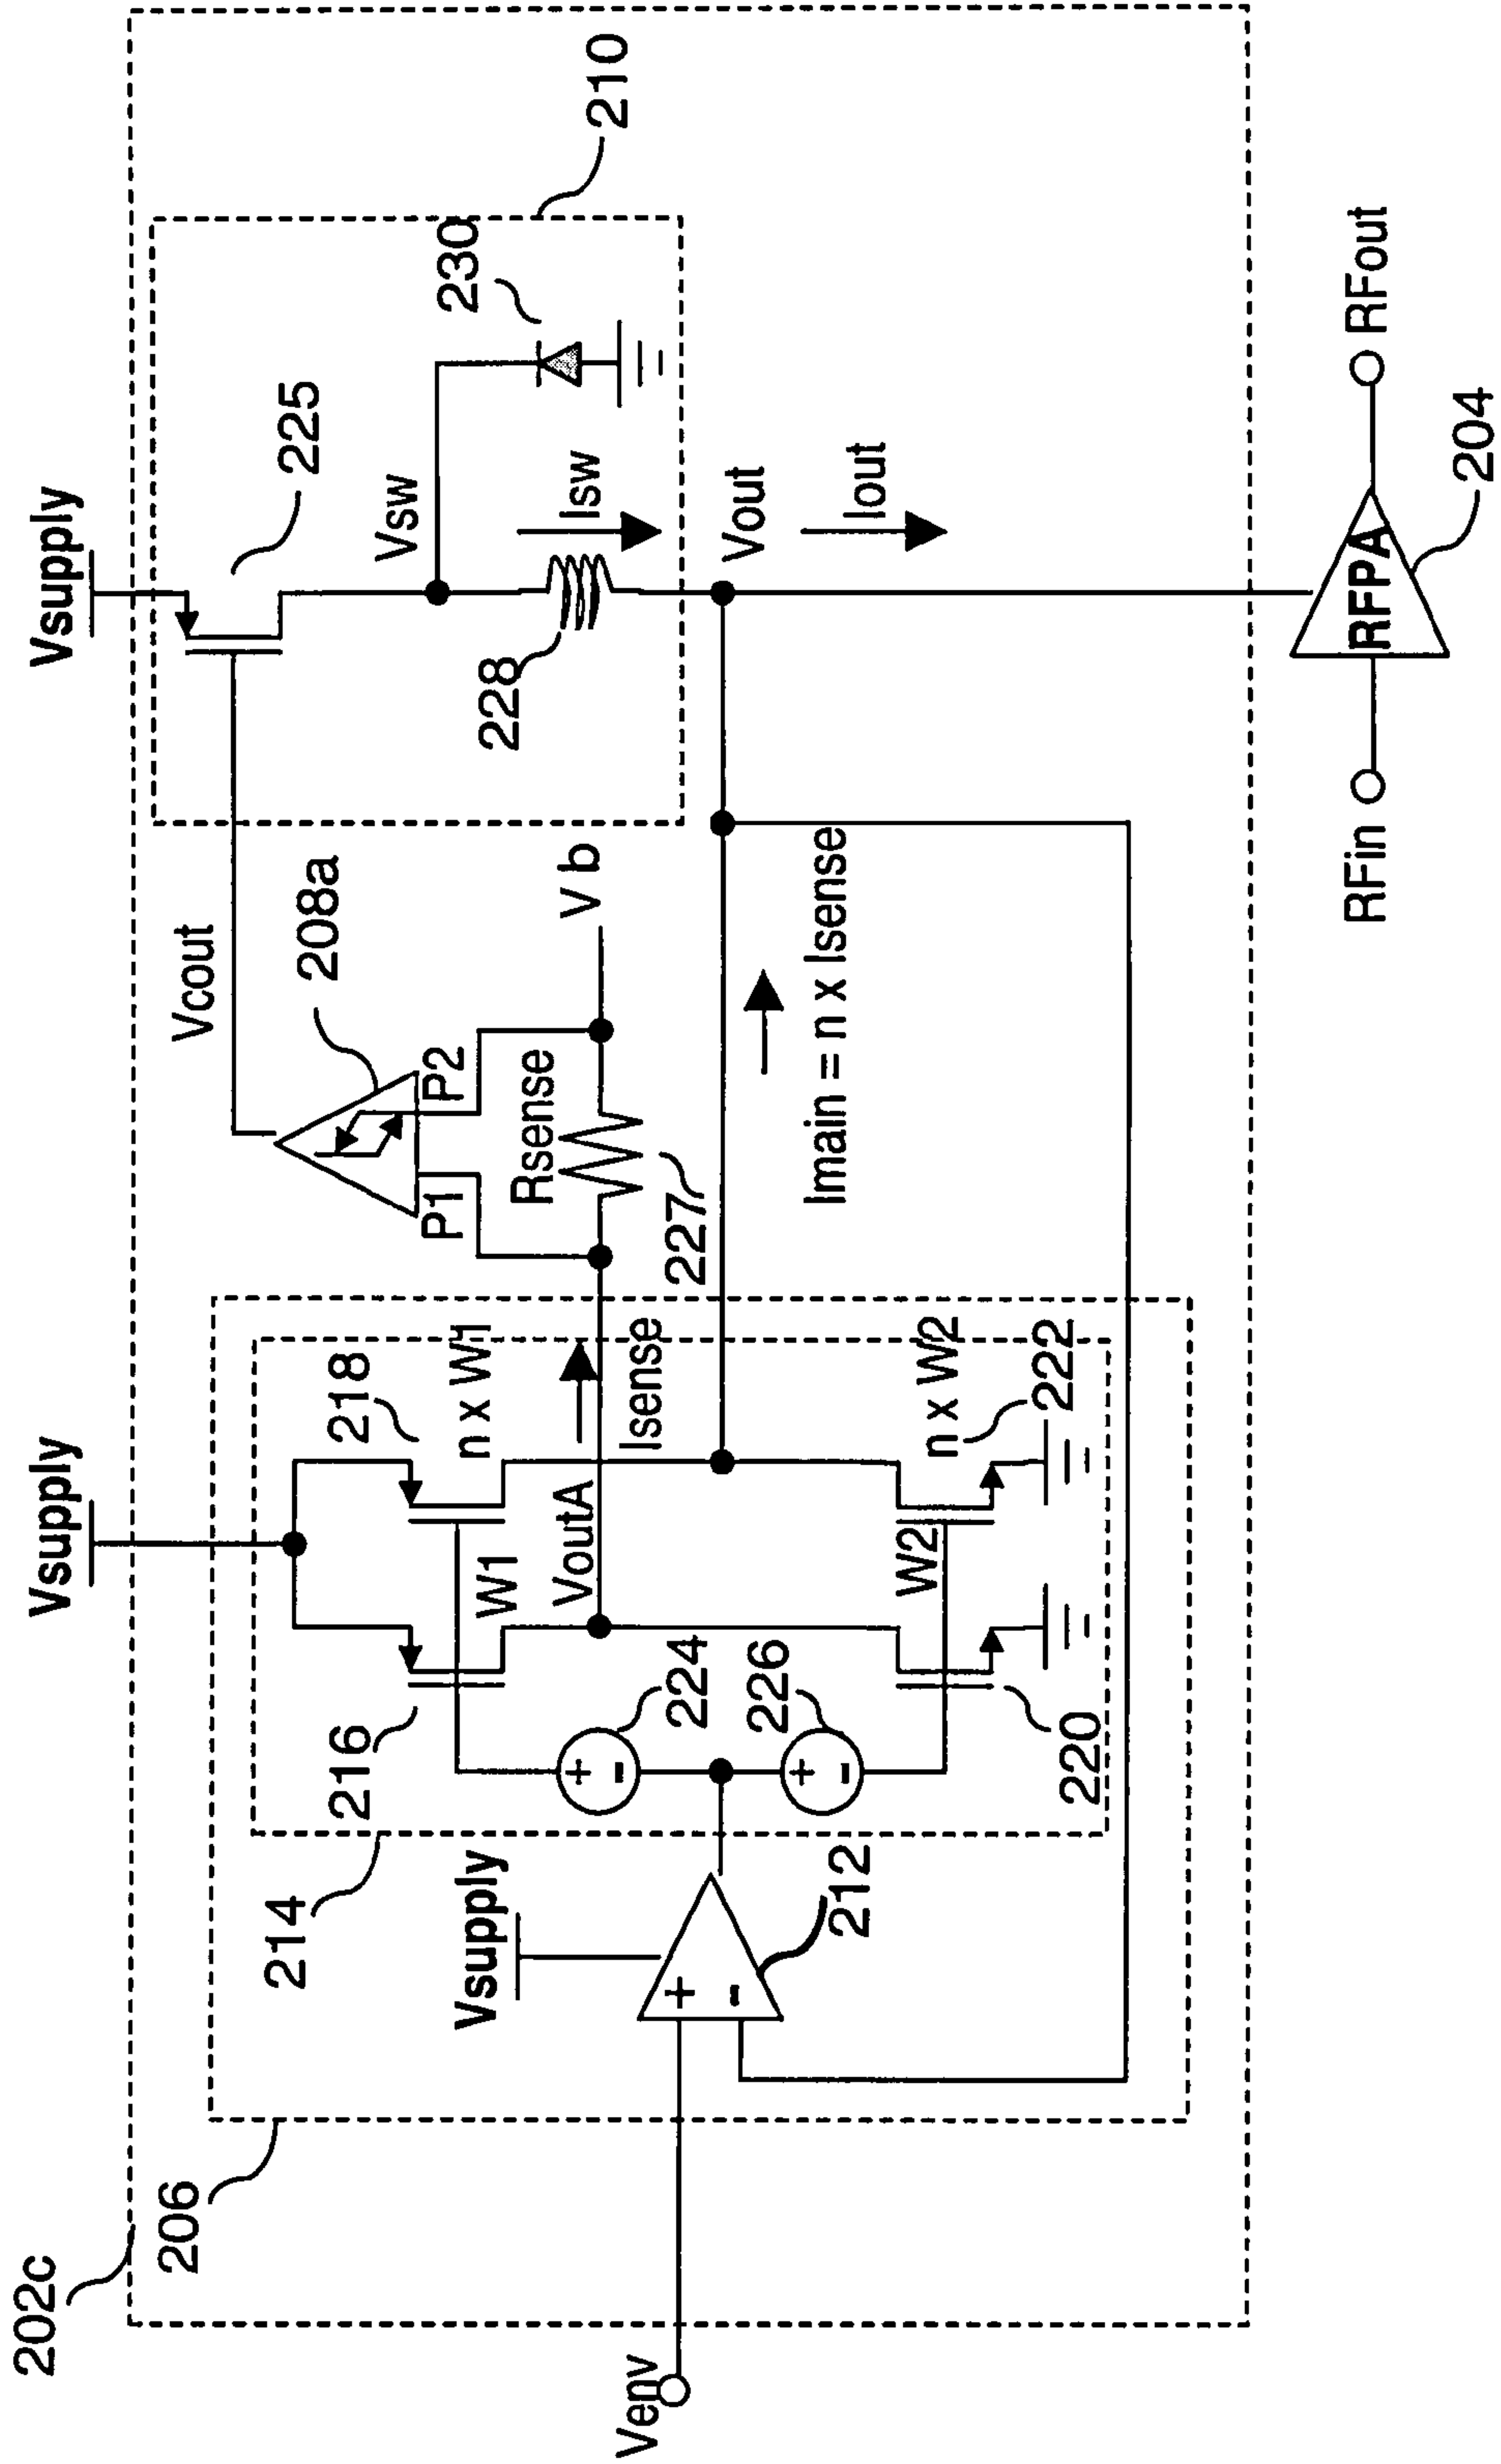 202c
206
Venv
214
Vsupply
+
-
212
Vsupply
216
W1
218
n x W1
224
+
-
226
+
-
VoutA
Isense
W2
n x W2
220
222
Vcout
208a
P1
P2
Rsense
227
V b
Imain = n x Isense
Vsupply
225
210
Vsw
230
228
Isw
Vout
Iout
RFin
RFPA
RFout
204